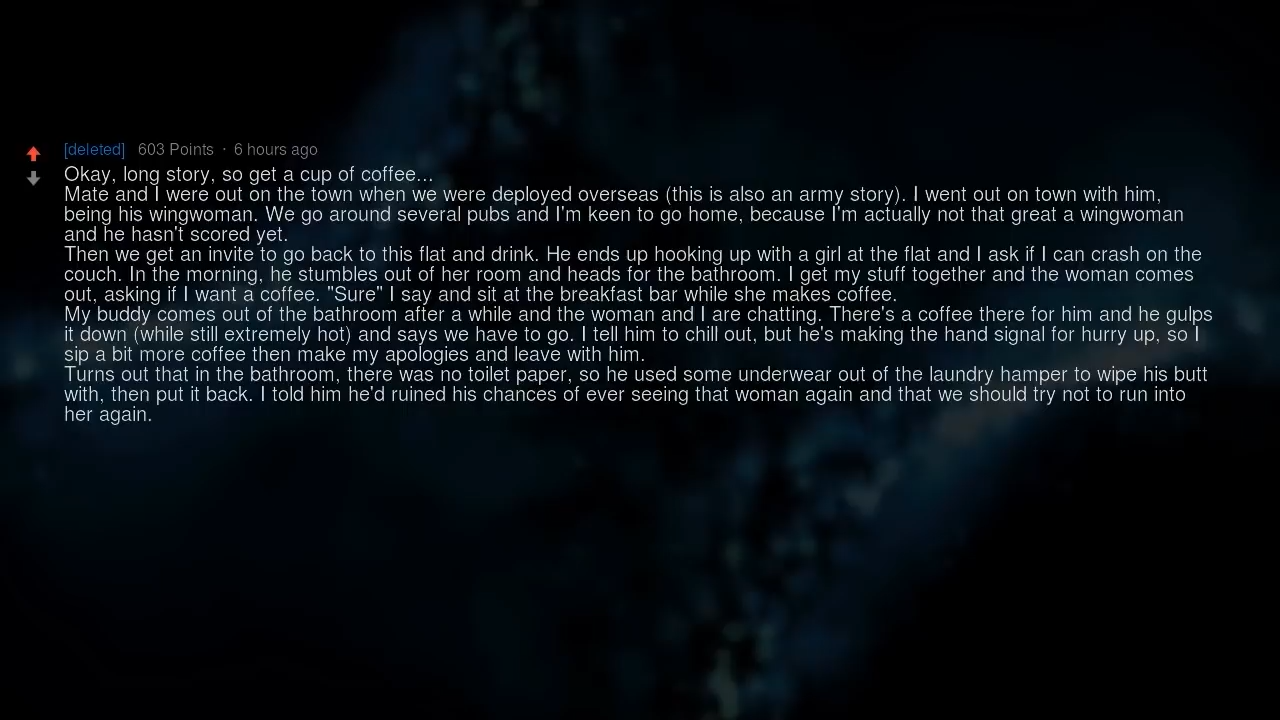 [deleted] 603 Points · 6 hours ago
Okay, long story, so get a cup of coffee...
Mate and I were out on the town when we were deployed overseas (this is also an army story). I went out on town with him,
being his wingwoman. We go around several pubs and I'm keen to go home, because I'm actually not that great a wingwoman
and he hasn't scored yet.
Then we get an invite to go back to this flat and drink. He ends up hooking up with a girl at the flat and I ask if I can crash on the
couch. In the morning, he stumbles out of her room and heads for the bathroom. I get my stuff together and the woman comes
out, asking if I want a coffee. "Sure" I say and sit at the breakfast bar while she makes coffee.
My buddy comes out of the bathroom after a while and the woman and I are chatting. There's a coffee there for him and he gulps
it down (while still extremely hot) and says we have to go. I tell him to chill out, but he's making the hand signal for hurry up, so I
sip a bit more coffee then make my apologies and leave with him.
Turns out that in the bathroom, there was no toilet paper, so he used some underwear out of the laundry hamper to wipe his butt
with, then put it back. I told him he'd ruined his chances of ever seeing that woman again and that we should try not to run into
her again.